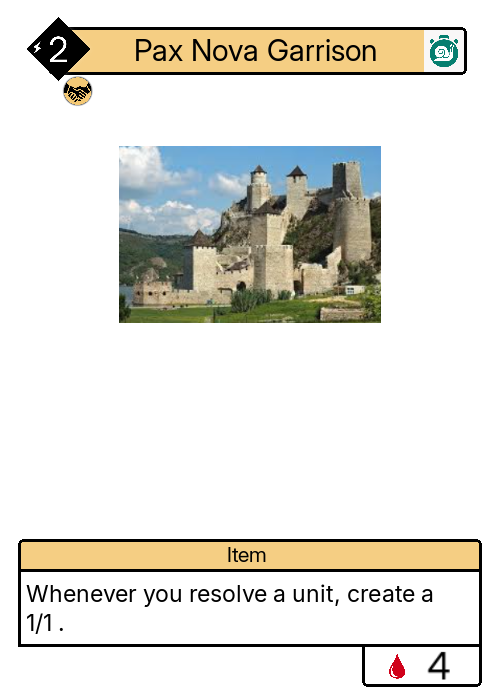 2
Pax Nova Garrison
Item
Whenever you resolve a unit, create a
1/1 .
4